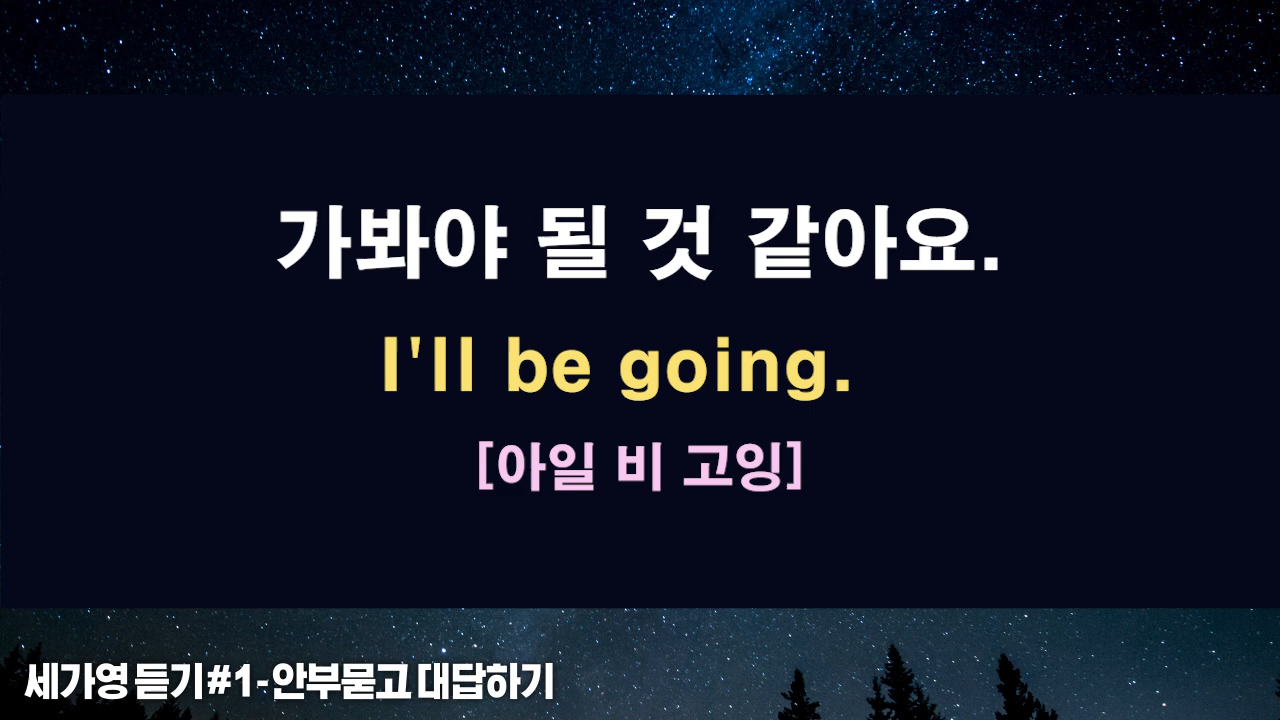 가봐야 될 것 같아요.
I'll be going.
[아일 비 고잉]
세가영 듣기#1-안부묻고 대답하기